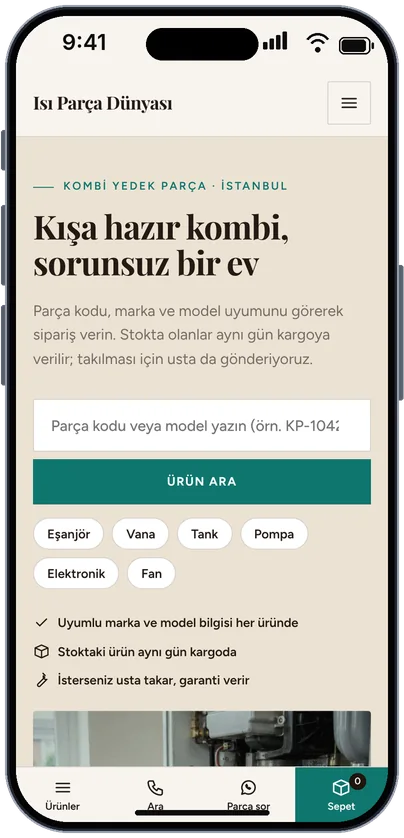 9:41
Isı Parça Dünyası
KOMBİ YEDEK PARÇA · İSTANBUL
Kışa hazır kombi,
sorunsuz bir ev
Parça kodu, marka ve model uyumunu görerek
sipariş verin. Stokta olanlar aynı gün kargoya
verilir; takılması için usta da gönderiyoruz.
Parça kodu veya model yazın (örn. KP-1042
ÜRÜN ARA
Eşanjör Vana Tank Pompa
Elektronik Fan
Uyumlu marka ve model bilgisi her üründe
Stoktaki ürün aynı gün kargoda
İsterseniz usta takar, garanti verir
0
Ürünler Ara Parça sor Sepet